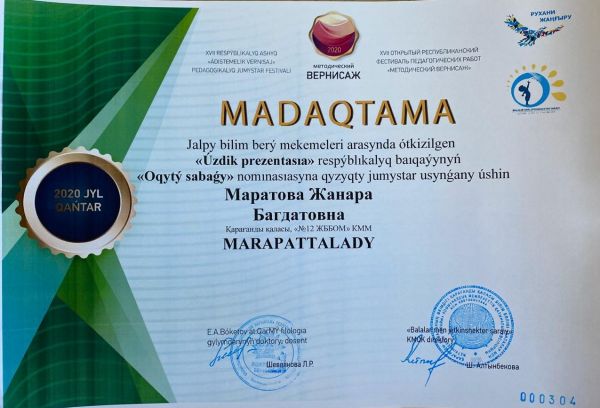 XVII RESPÝBLIKALYQ ASHYQ
«ÁDISTEMELIK VERNISAJ»
PEDAGOGIKALYQ JUMYSTAR FESTIVALI
2020
МЕТОДИЧЕСКИЙ
ВЕРНИСАЖ
XVII ОТКРЫТЫЙ РЕСПУБЛИКАНСКИЙ
ФЕСТИВАЛЬ ПЕДАГОГИЧЕСКИХ РАБОТ
«МЕТОДИЧЕСКИЙ ВЕРНИСАЖ»
РУХАНИ
ЖАҢҒЫРУ
MADAQTAMA
Jalpy bilim berý mekemeleri arasynda ótkizilgen
«Úzdik prezentasıa» respýblıkalyq baıqaýynyń
«Oqytý sabaǵy» nomınasıasyna qyzyqty jumystar usynǵany úshin
2020 JYL
QAŃTAR
Маратова Жанара
Багдатовна
Қарағанды қаласы, «№12 ЖББОМ» КММ
MARAPATTALADY
E.A.Bóketov at.QarMÝ filologia
gylymdarynyń doktory, dosent
Шевлякова Л.Р.
«Balalar men jetkinshekter saraıy»
KMQK direktory
Ш. Алтынбекова
000304